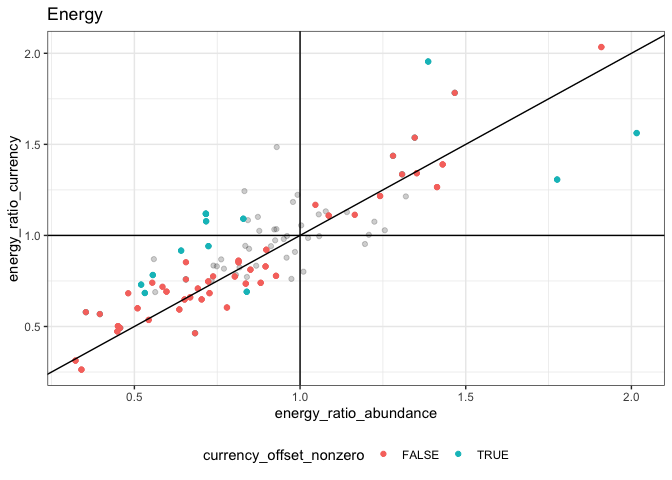 Energy
2.0
1.5
1.0
0.5
energy_ratio_currency
0.5 1.0 1.5 2.0
energy_ratio_abundance
currency_offset_nonzero FALSE TRUE